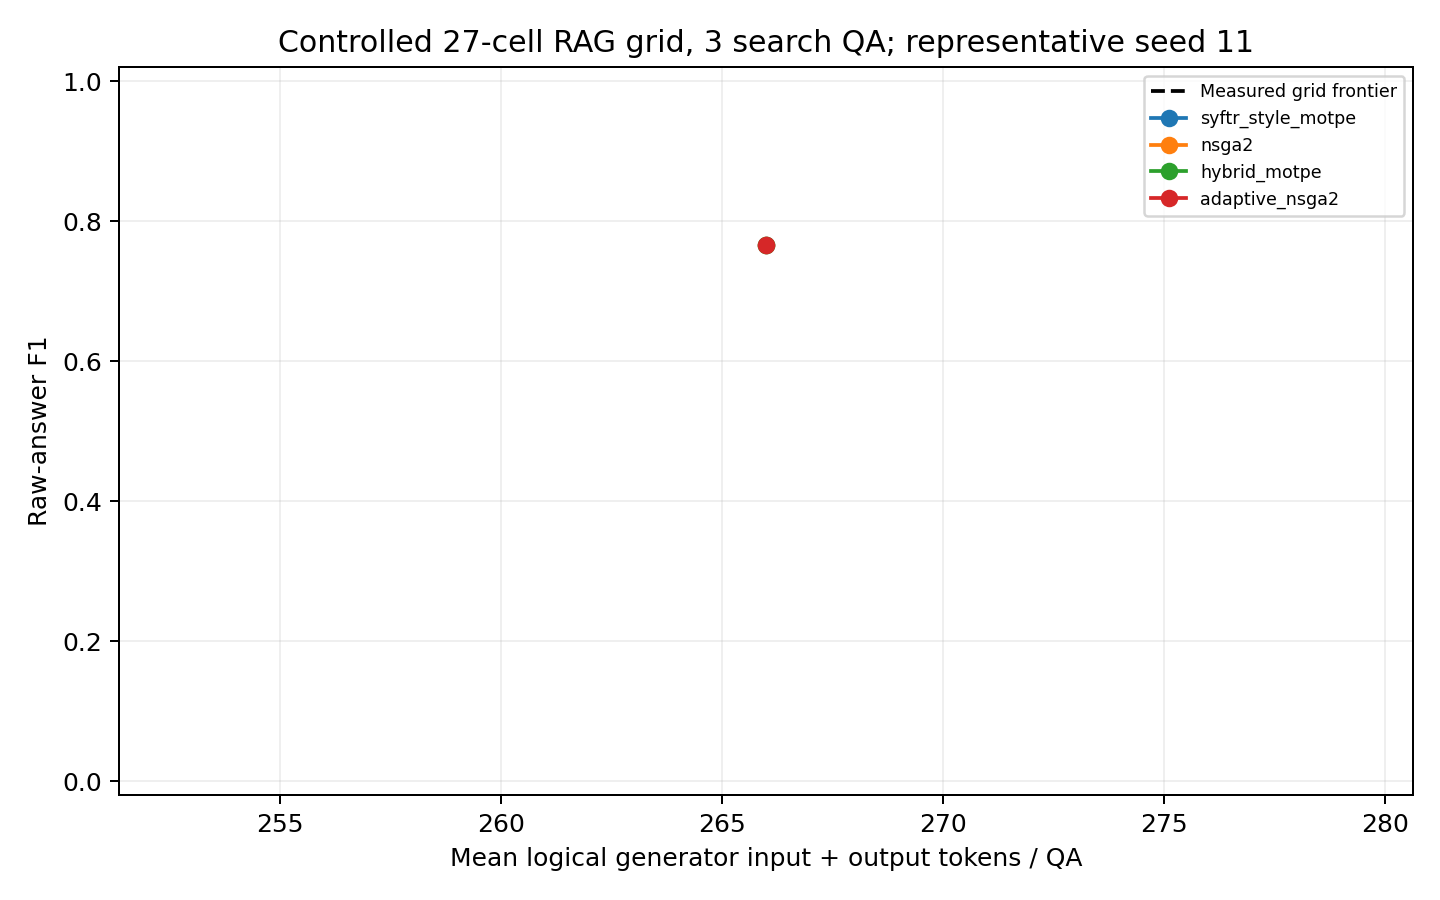 Controlled 27-cell RAG grid, 3 search QA; representative seed 11
Measured grid frontier
syftr_style_motpe
nsga2
hybrid_motpe
adaptive_nsga2
Raw-answer F1
1.0
0.8
0.6
0.4
0.2
0.0
255 260 265 270 275 280
Mean logical generator input + output tokens / QA